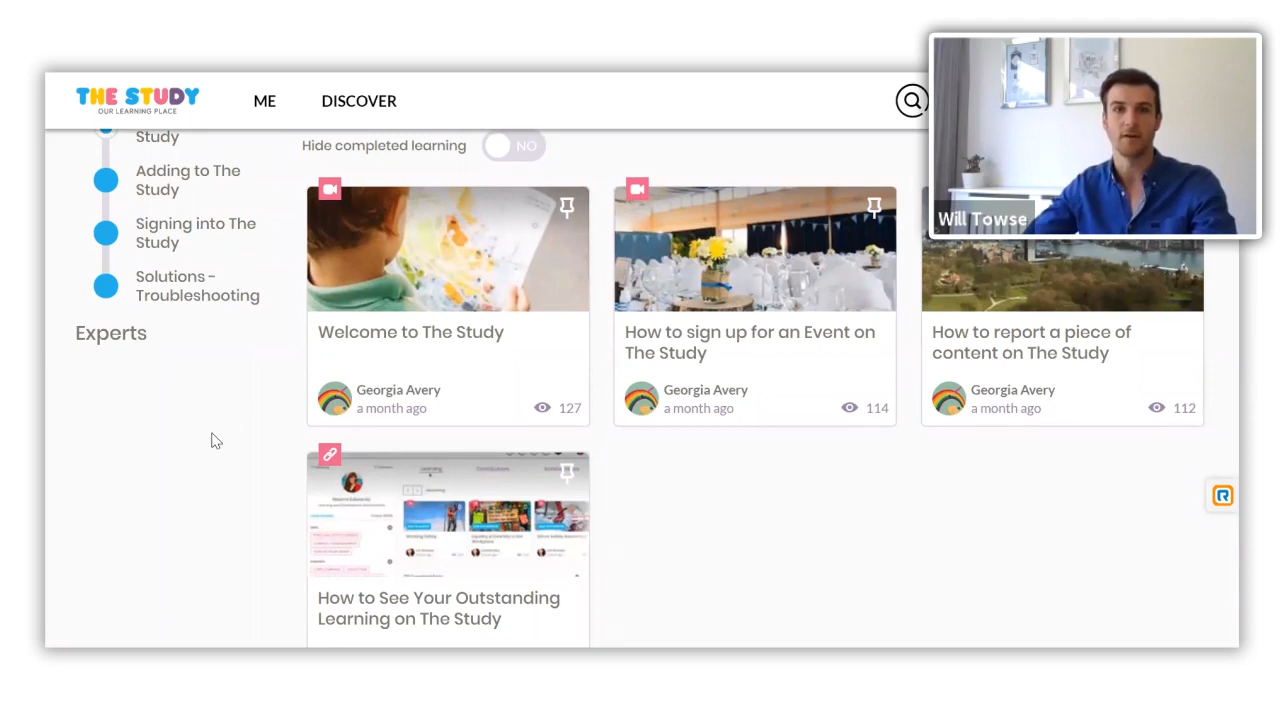 THE STUDY
OUR LEARNING PLACE
ME
DISCOVER
Will Towse
Study
Adding to The
Study
Signing into The
Study
Solutions -
Troubleshooting
Experts
Hide completed learning
NO
Welcome to The Study
Georgia Avery
a month ago
127
How to sign up for an Event on
The Study
Georgia Avery
a month ago
114
How to report a piece of
content on The Study
Georgia Avery
a month ago
112
Learning
Contributions
How to See Your Outstanding
Learning on The Study
R